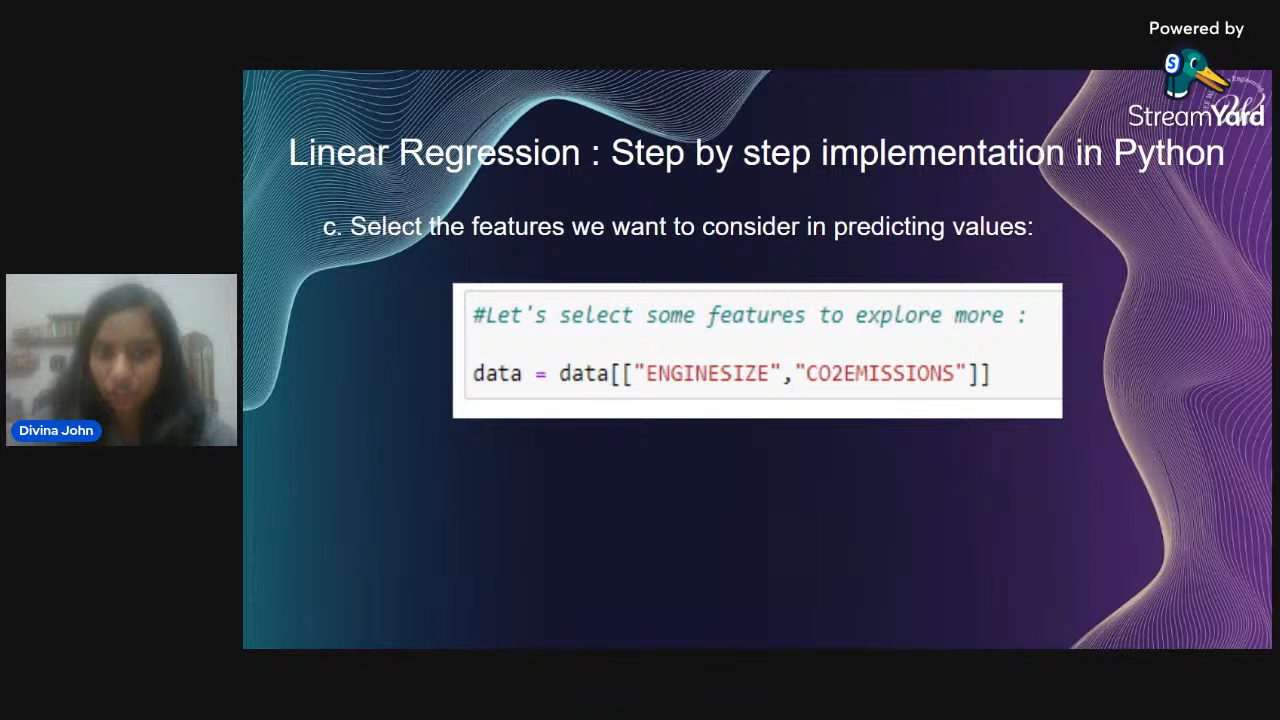 Powered by
StreamYard
Linear Regression : Step by step implementation in Python
c. Select the features we want to consider in predicting values:
#Let's select some features to explore more :
data = data[["ENGINESIZE","CO2EMISSIONS"]]
Divina John